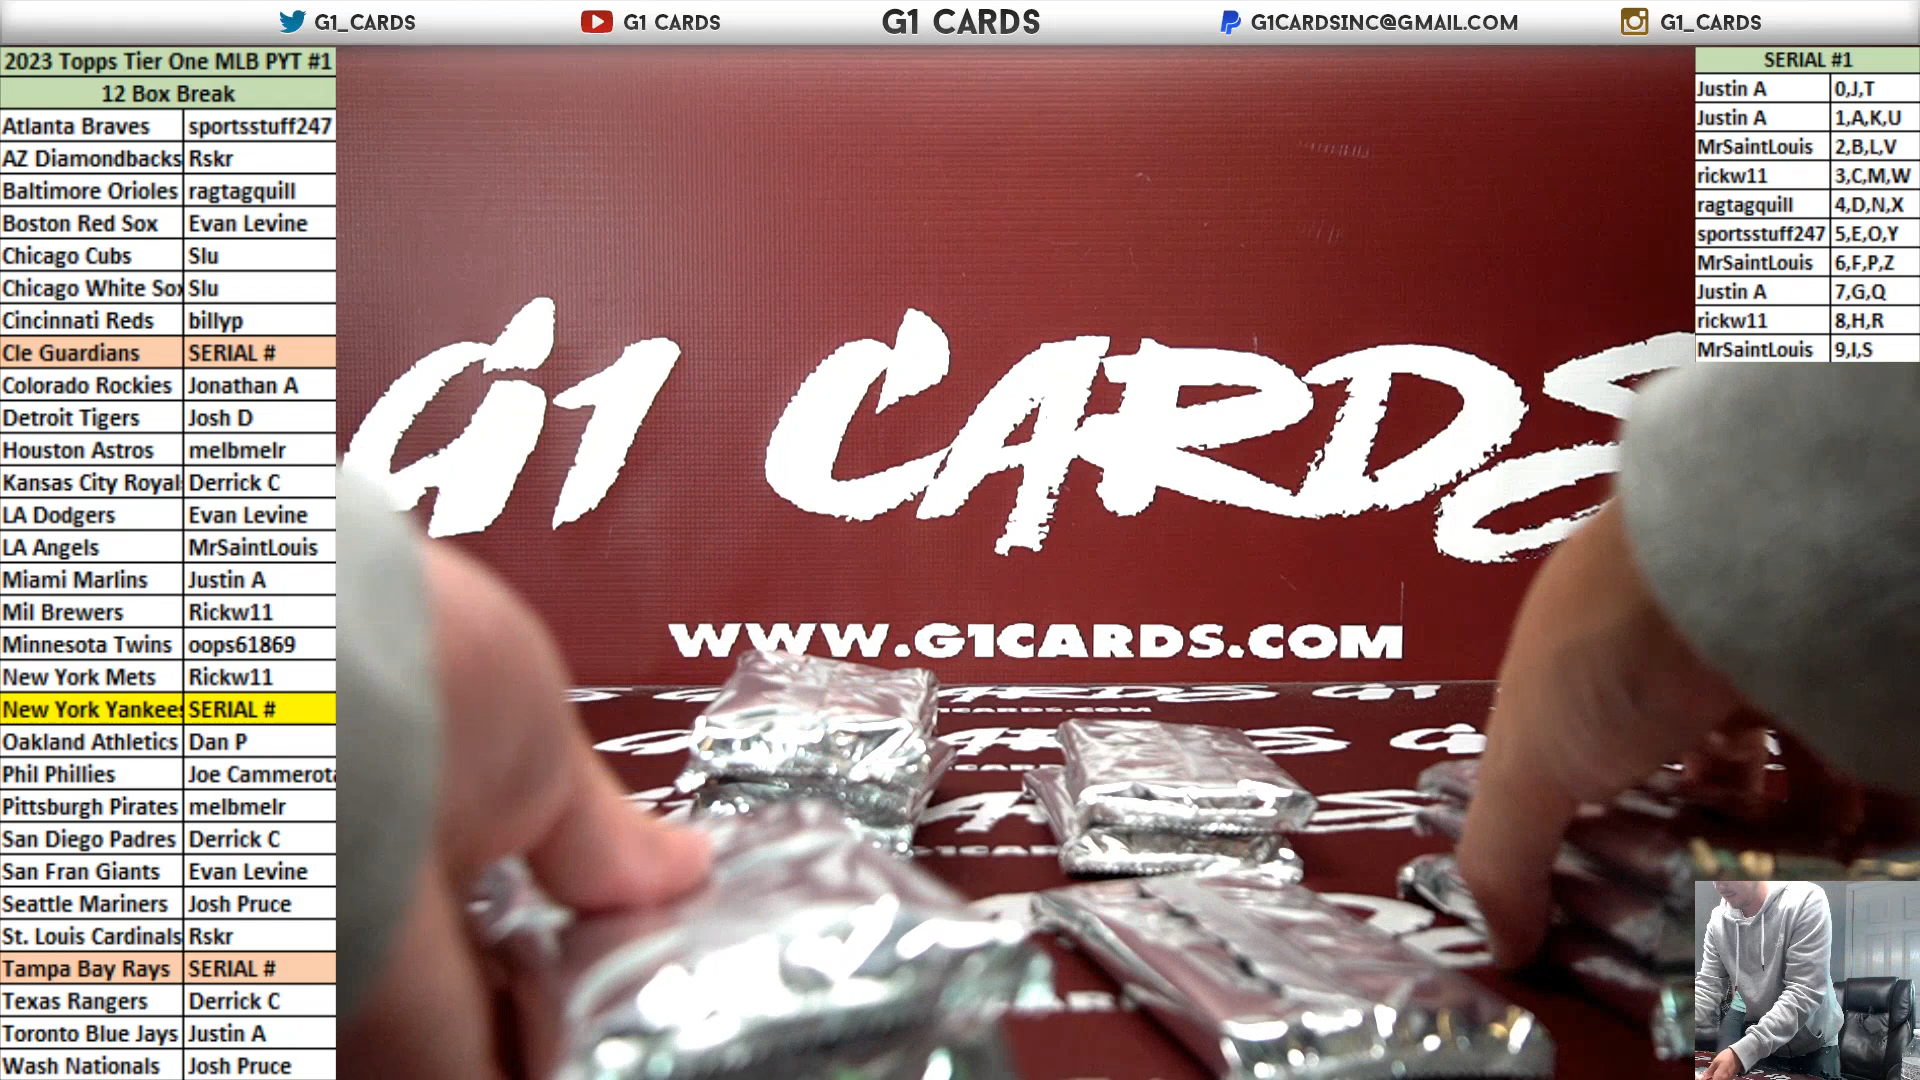 G1_CARDS G1 CARDS G1 CARDS G1CARDSINC@GMAIL.COM G1_CARDS
2023 Topps Tier One MLB PYT #1
12 Box Break
Atlanta Braves sportsstuff247
AZ Diamondbacks Rskr
Baltimore Orioles ragtagquill
Boston Red Sox Evan Levine
Chicago Cubs Slu
Chicago White Sox Slu
Cincinnati Reds billyp
Cle Guardians SERIAL #
Colorado Rockies Jonathan A
Detroit Tigers Josh D
Houston Astros melbmelr
Kansas City Royal Derrick C
LA Dodgers Evan Levine
LA Angels MrSaintLouis
Miami Marlins Justin A
Mil Brewers Rickw11
Minnesota Twins oops61869
New York Mets Rickw11
New York Yankees SERIAL #
Oakland Athletics Dan P
Phil Phillies Joe Cammerota
Pittsburgh Pirates melbmelr
San Diego Padres Derrick C
San Fran Giants Evan Levine
Seattle Mariners Josh Pruce
St. Louis Cardinals Rskr
Tampa Bay Rays SERIAL #
Texas Rangers Derrick C
Toronto Blue Jays Justin A
Wash Nationals Josh Pruce
G1 CARDS
WWW.G1CARDS.COM
SERIAL #1
Justin A 0,J,T
Justin A 1,A,K,U
MrSaintLouis 2,B,L,V
rickw11 3,C,M,W
ragtagquill 4,D,N,X
sportsstuff247 5,E,O,Y
MrSaintLouis 6,F,P,Z
Justin A 7,G,Q
rickw11 8,H,R
MrSaintLouis 9,I,S